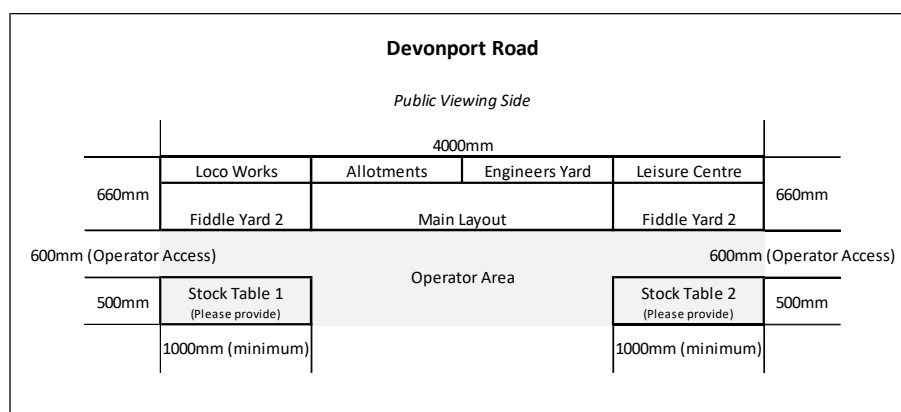 Devonport Road
Public Viewing Side
4000mm
Loco Works Allotments Engineers Yard Leisure Centre
660mm 660mm
Fiddle Yard 2 Main Layout Fiddle Yard 2
600mm (Operator Access) 600mm (Operator Access)
Operator Area
Stock Table 1 Stock Table 2
500mm 500mm
(Please provide) (Please provide)
1000mm (minimum) 1000mm (minimum)